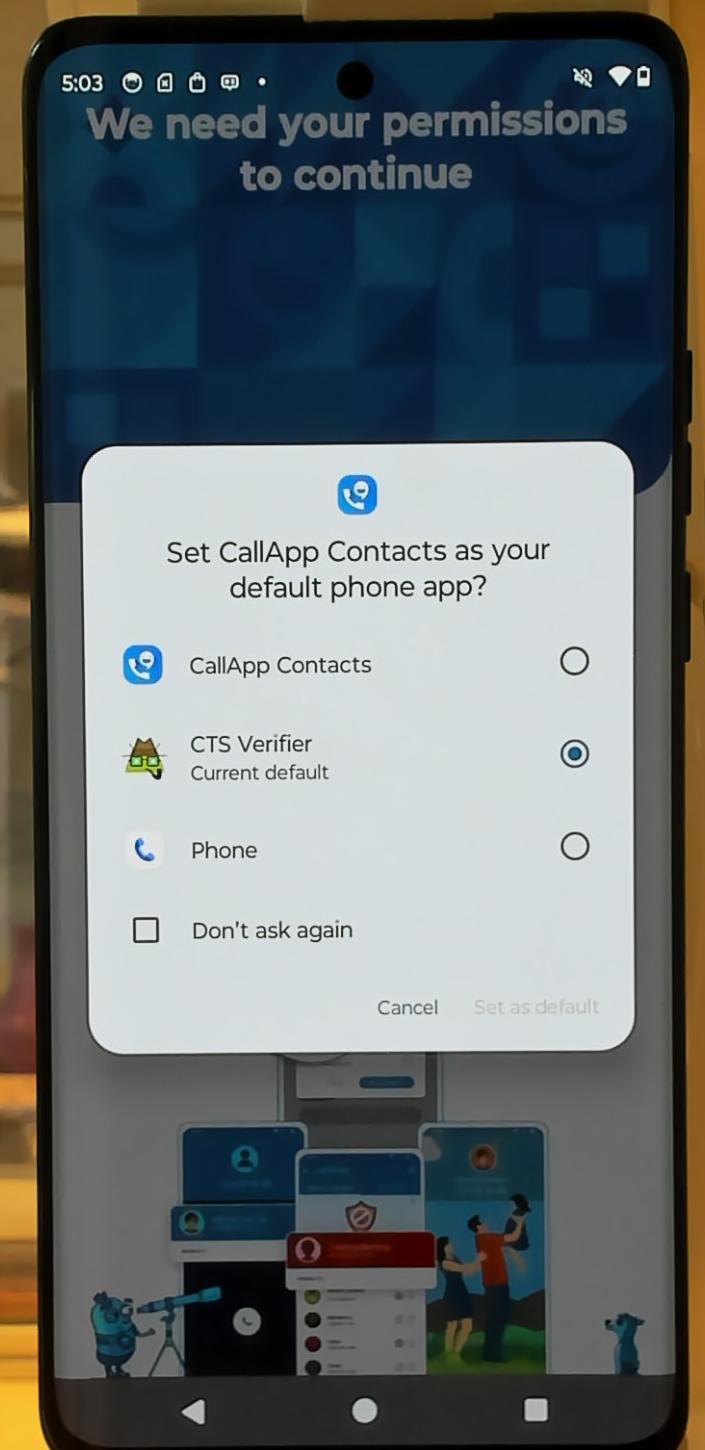 5:03
We need your permissions
to continue
Set CallApp Contacts as your
default phone app?
CallApp Contacts
CTS Verifier
Current default
Phone
Don't ask again
Cancel
Set as default